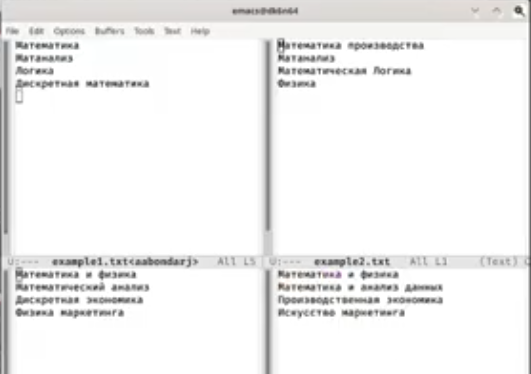 emacs@dk6n64
File Edit Options Buffers Tools Text Help
Математика
Матанализ
Логика
Дискретная математика
U:--- example1.txt<aabondarj> All L5
Математика производства
Матанализ
Математическая Логика
Физика
U:--- example2.txt All L1 (Text)
Математика и физика
Математический анализ
Дискретная экономика
Физика маркетинга
Математика и физика
Математика и анализ данных
Производственная экономика
Искусство маркетинга